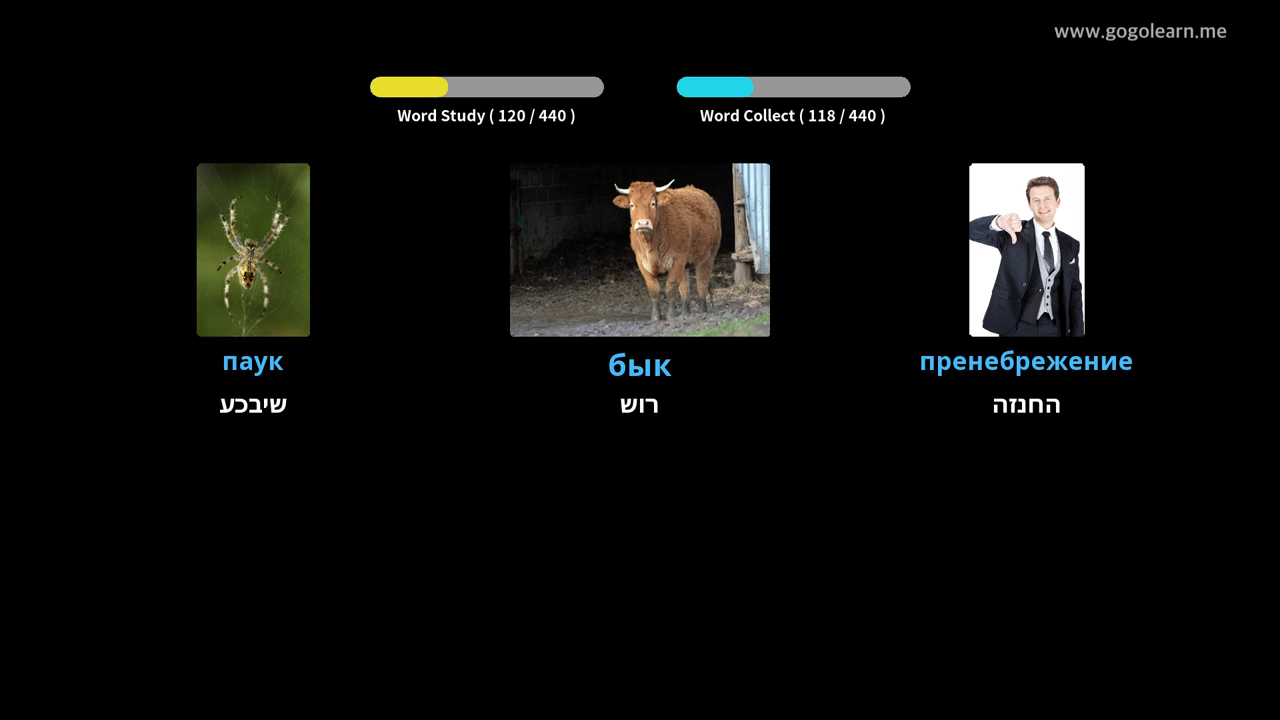 www.gogolearn.me
Word Study ( 120 / 440 )
Word Collect ( 118 / 440 )
паук
бык
пренебрежение
שיבכע
רוש
החנזה